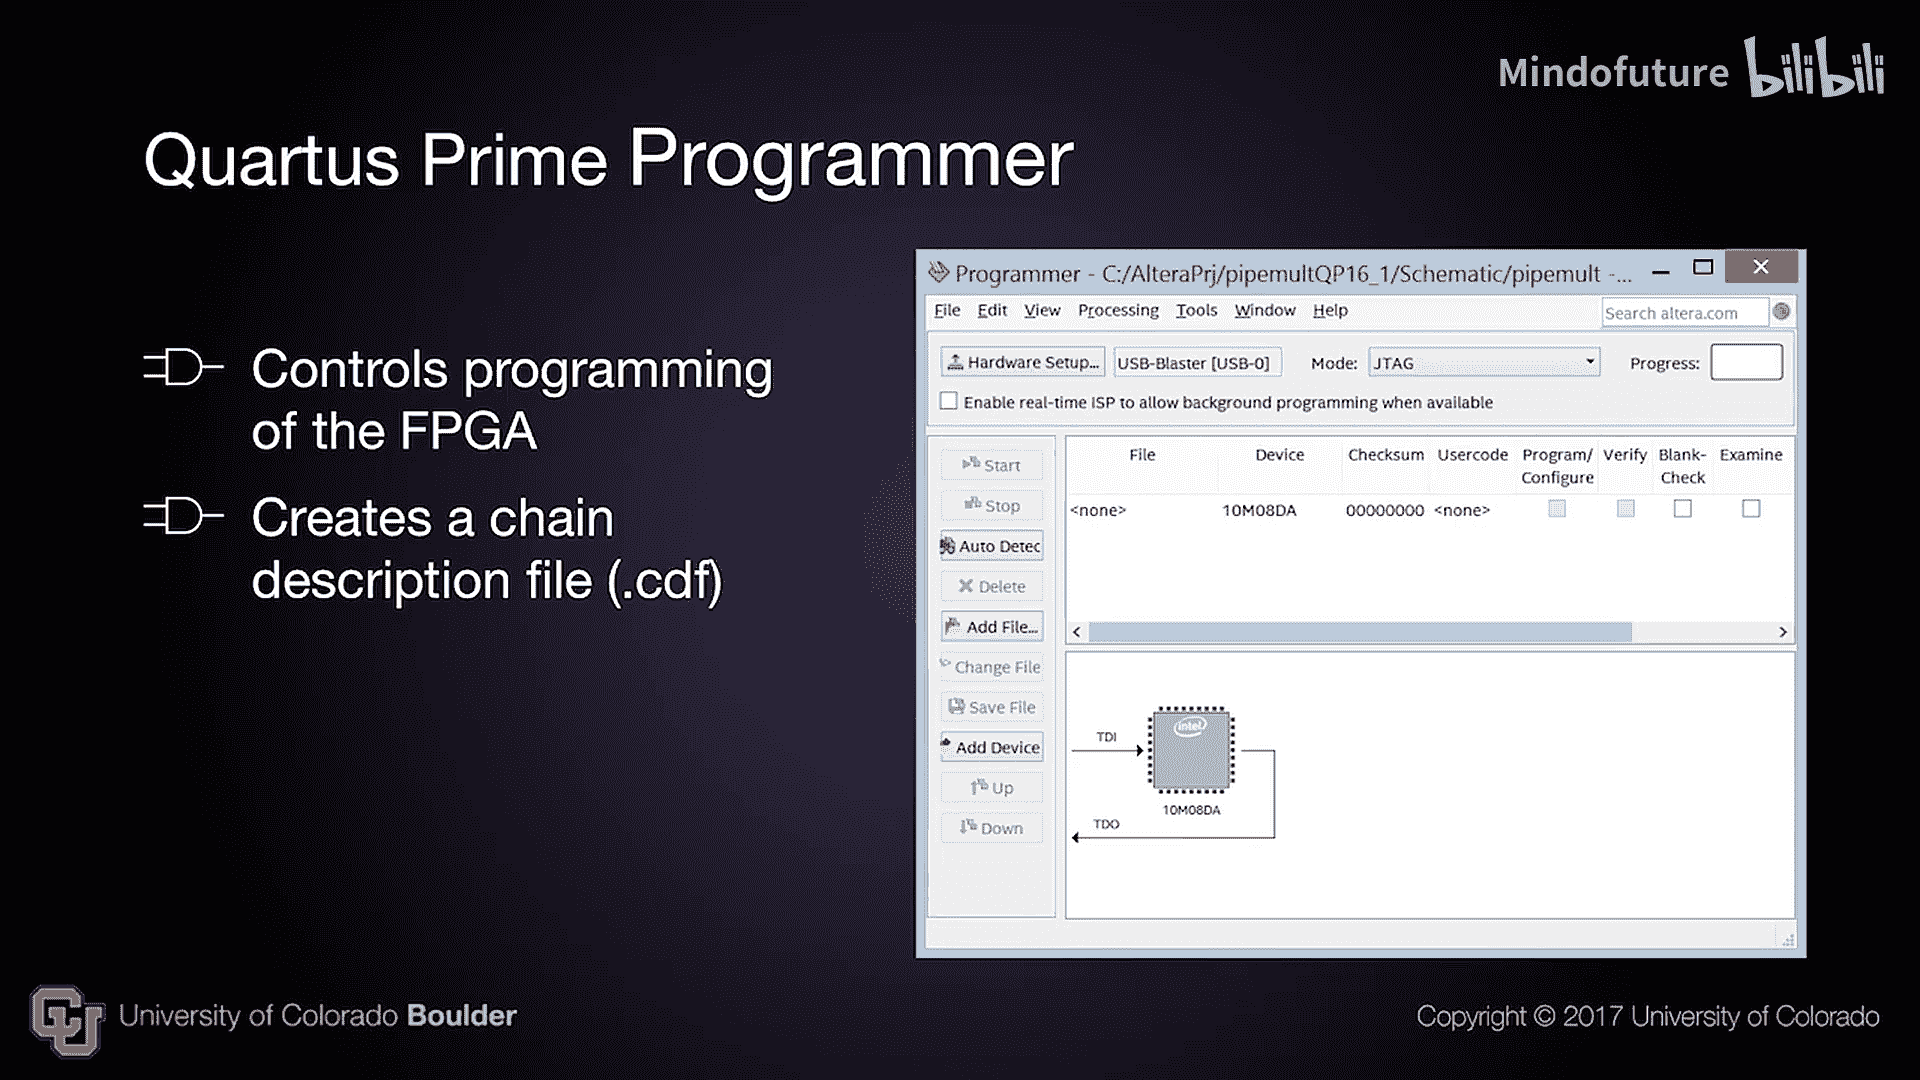 Mindofuture bilibili
Quartus Prime Programmer
Controls programming
of the FPGA
Creates a chain
description file (.cdf)
Programmer - C:/AlteraPrj/pipemultQP16_1/Schematic/pipemult -...
File Edit View Processing Tools Window Help
Search altera.com
Hardware Setup... USB-Blaster [USB-0] Mode: JTAG Progress:
Enable real-time ISP to allow background programming when available
Start
Stop
Auto Detec
Delete
Add File...
Change File
Save File
Add Device
Up
Down
File Device Checksum Usercode Program/ Verify Blank- Examine
Configure Check
<none> 10M08DA 00000000 <none>
TDI
intel
10M08DA
TDO
CU University of Colorado Boulder
Copyright © 2017 University of Colorado